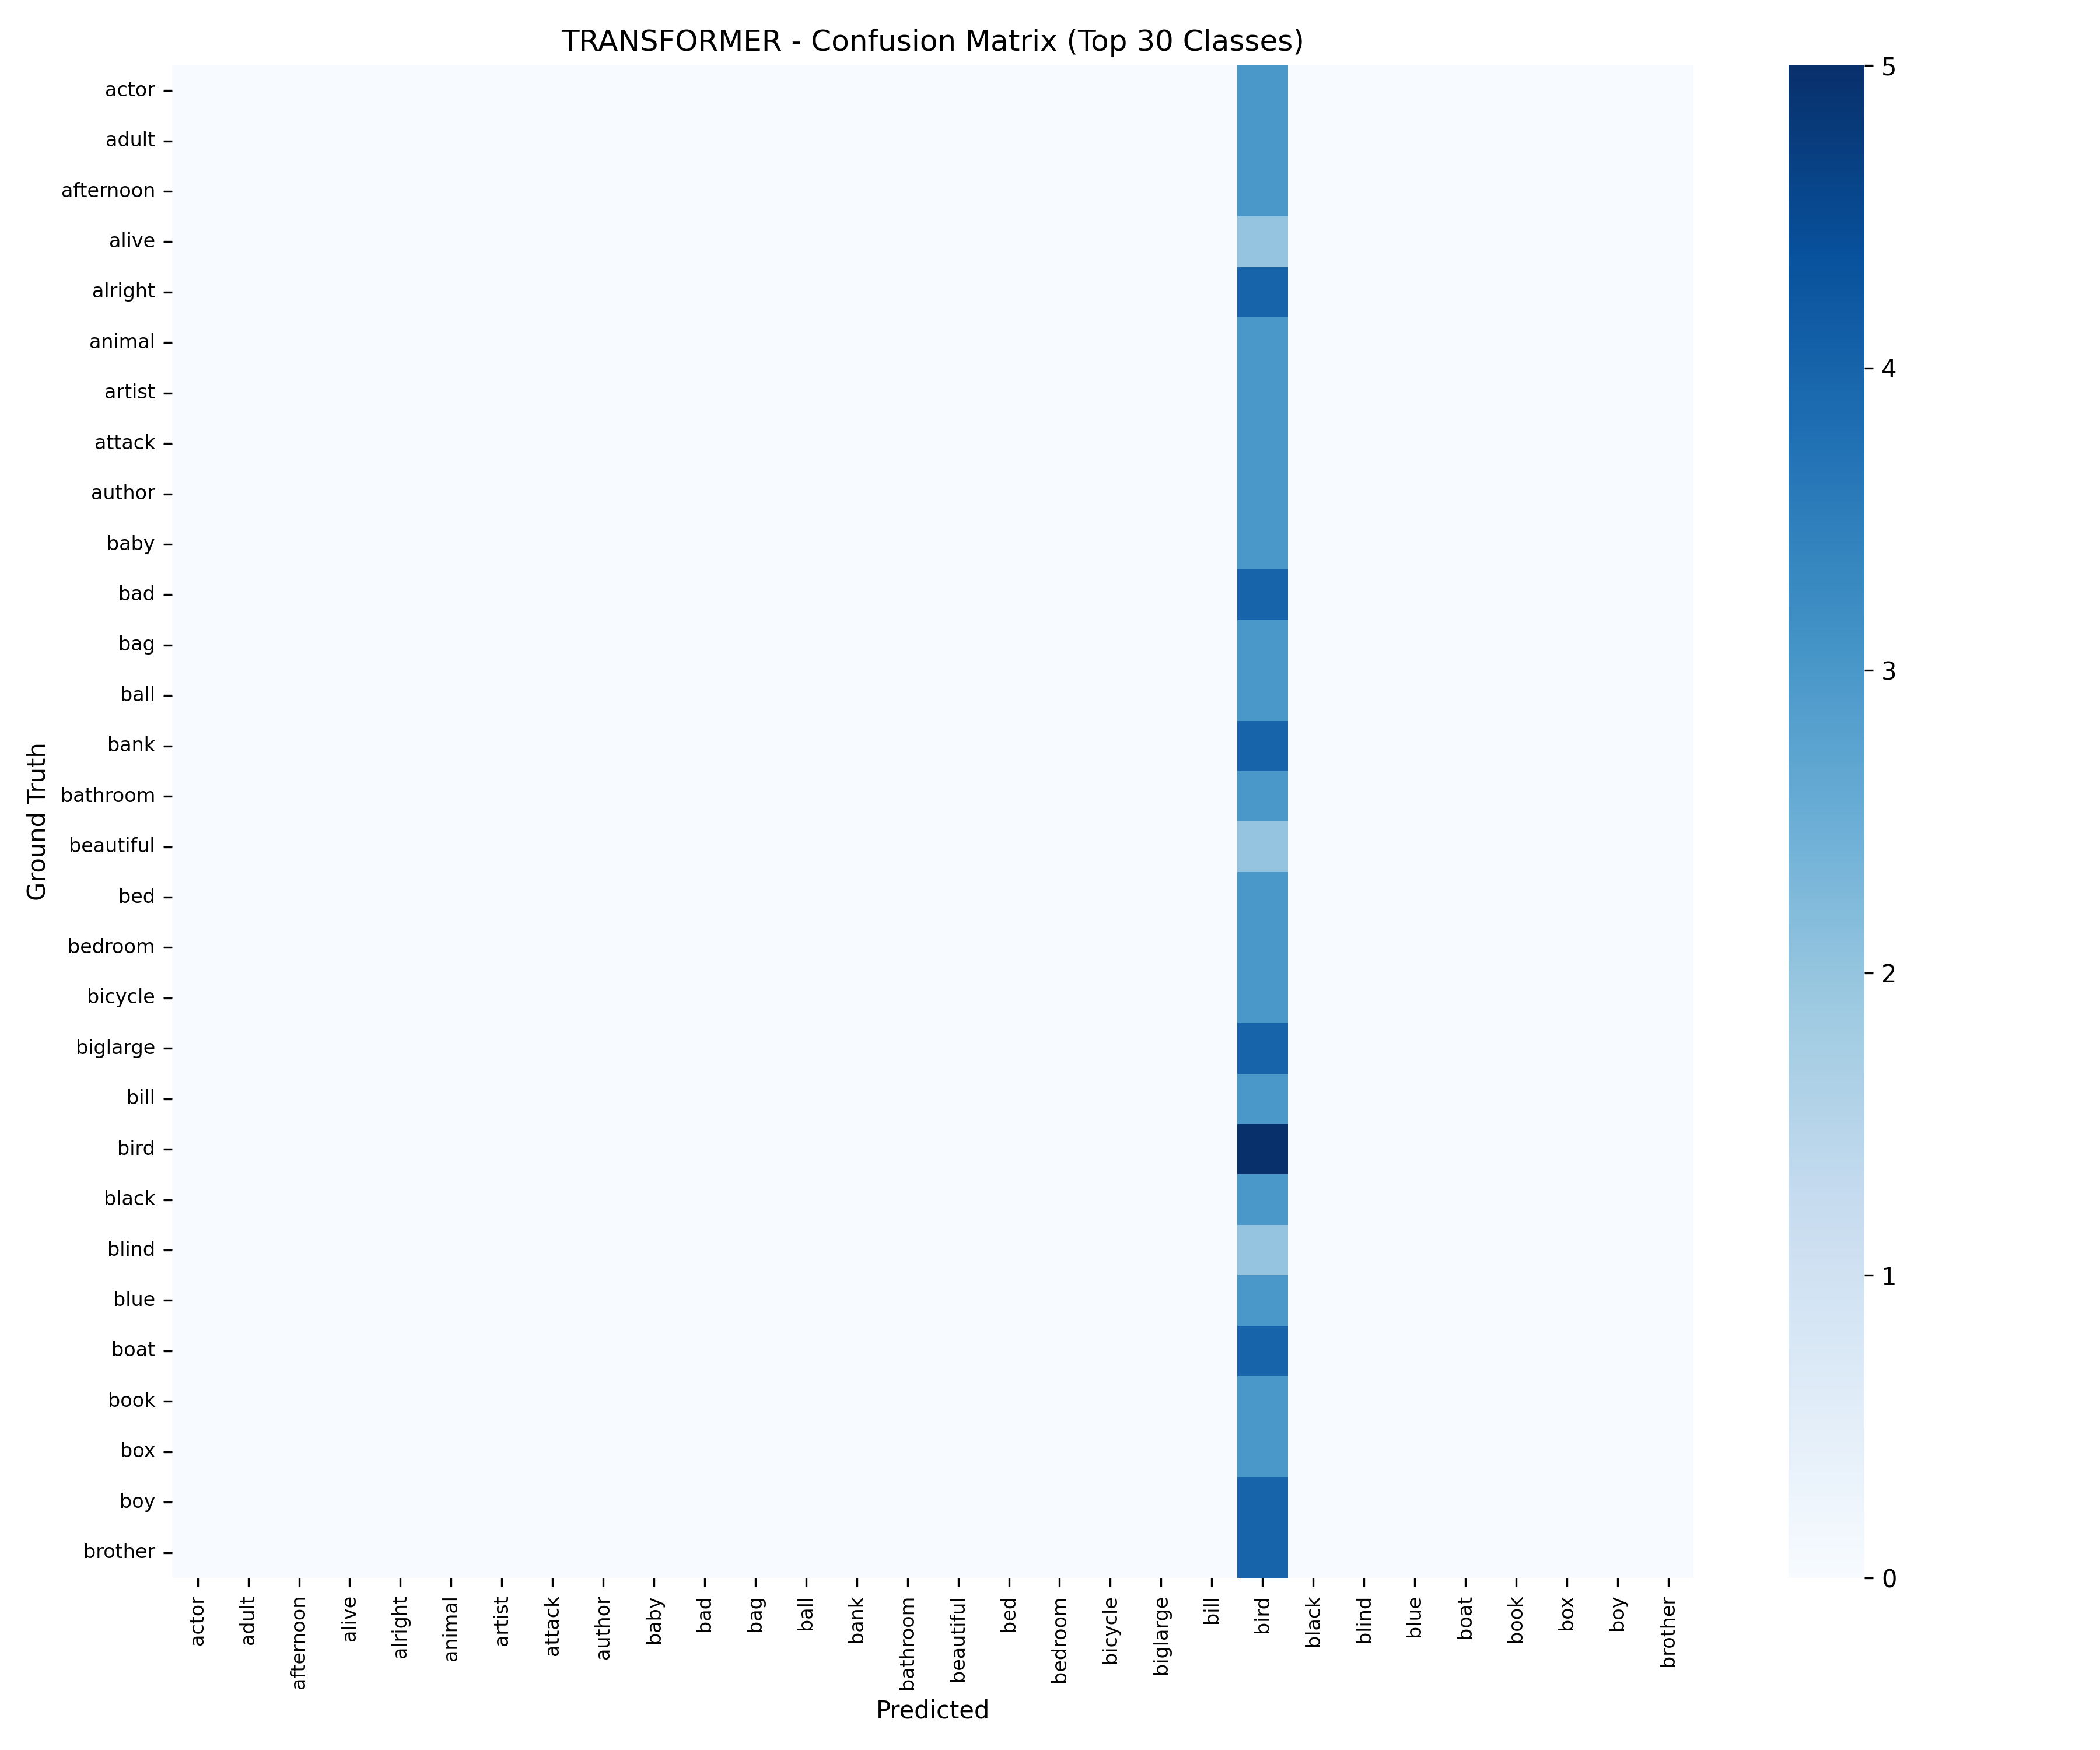 TRANSFORMER - Confusion Matrix (Top 30 Classes)
Ground Truth
actor
adult
afternoon
alive
alright
animal
artist
attack
author
baby
bad
bag
ball
bank
bathroom
beautiful
bed
bedroom
bicycle
biglarge
bill
bird
black
blind
blue
boat
book
box
boy
brother
actor adult afternoon alive alright animal artist attack author baby bad bag ball bank bathroom beautiful bed bedroom bicycle biglarge bill bird black blind blue boat book box boy brother
Predicted
5
4
3
2
1
0